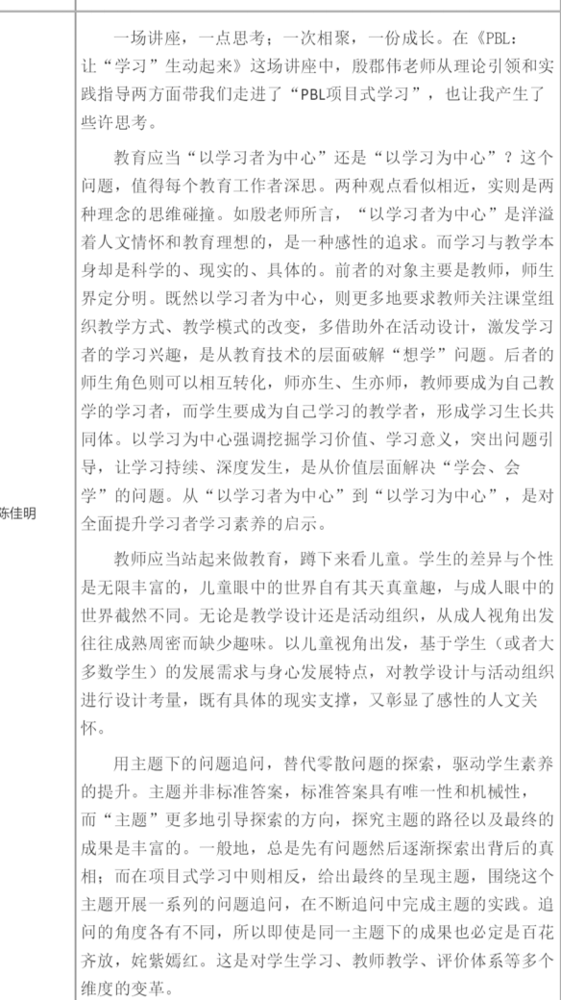 一场讲座，一点思考；一次相聚，一份成长。在《PBL：
让“学习”生动起来》这场讲座中，殷郡伟老师从理论引领和实
践指导两方面带我们走进了“PBL项目式学习”，也让我产生了
些许思考。
教育应当“以学习者为中心”还是“以学习为中心”？这个
问题，值得每个教育工作者深思。两种观点看似相近，实则是两
种理念的思维碰撞。如殷老师所言，“以学习者为中心”是洋溢
着人文情怀和教育理想的，是一种感性的追求。而学习与教学本
身却是科学的、现实的、具体的。前者的对象主要是教师，师生
界定分明。既然以学习者为中心，则更多地要求教师关注课堂组
织教学方式、教学模式的改变，多借助外在活动设计，激发学习
者的学习兴趣，是从教育技术的层面破解“想学”问题。后者的
师生角色则可以相互转化，师亦生、生亦师，教师要成为自己教
学的学习者，而学生要成为自己学习的教学者，形成学习生长共
同体。以学习为中心强调挖掘学习价值、学习意义，突出问题引
导，让学习持续、深度发生，是从价值层面解决“学会、会
学”的问题。从“以学习者为中心”到“以学习为中心”，是对
全面提升学习者学习素养的启示。
陈佳明
教师应当站起来做教育，蹲下来看儿童。学生的差异与个性
是无限丰富的，儿童眼中的世界自有其天真童趣，与成人眼中的
世界截然不同。无论是教学设计还是活动组织，从成人视角出发
往往成熟周密而缺少趣味。以儿童视角出发，基于学生（或者大
多数学生）的发展需求与身心发展特点，对教学设计与活动组织
进行设计考量，既有具体的现实支撑，又彰显了感性的人文关
怀。
用主题下的问题追问，替代零散问题的探索，驱动学生素养
的提升。主题并非标准答案，标准答案具有唯一性和机械性，
而“主题”更多地引导探索的方向，探究主题的路径以及最终的
成果是丰富的。一般地，总是先有问题然后逐渐探索出背后的真
相；而在项目式学习中则相反，给出最终的呈现主题，围绕这个
主题开展一系列的问题追问，在不断追问中完成主题的实践。追
问的角度各有不同，所以即使是同一主题下的成果也必定是百花
齐放，姹紫嫣红。这是对学生学习、教师教学、评价体系等多个
维度的变革。